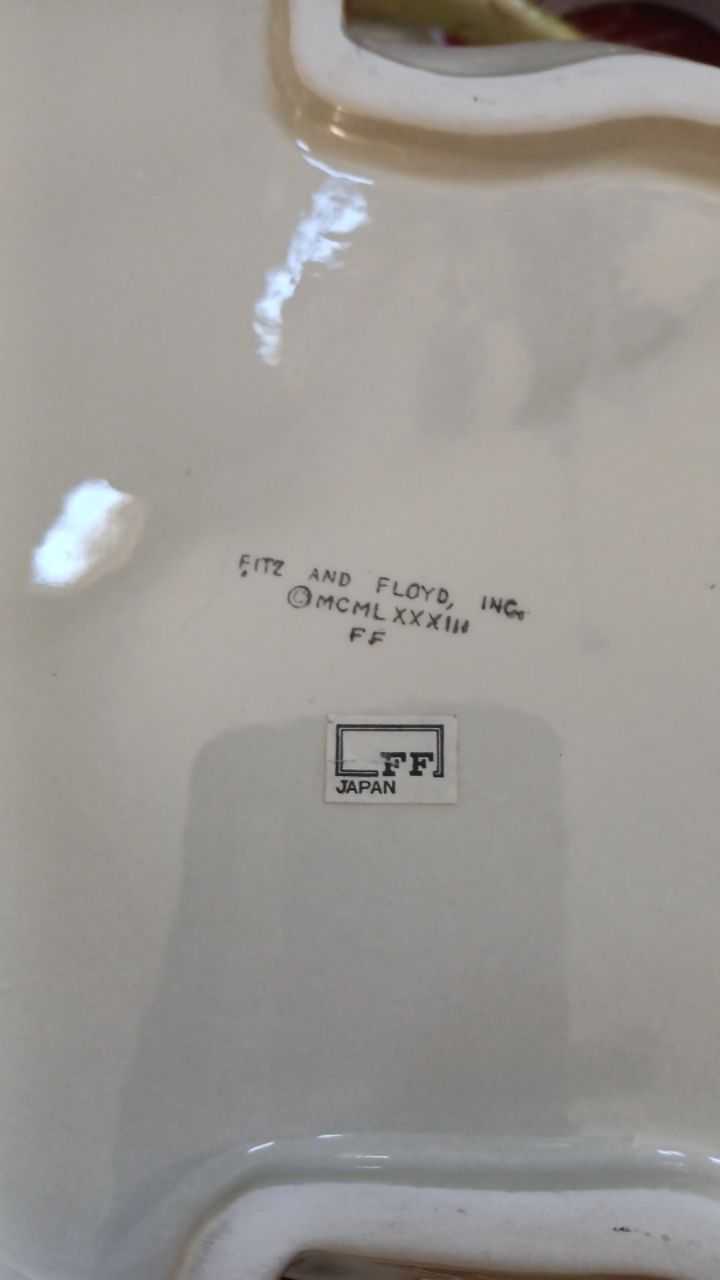 FITZ AND FLOYD, INC.
©MCMLXXXIII
FF
FF
JAPAN